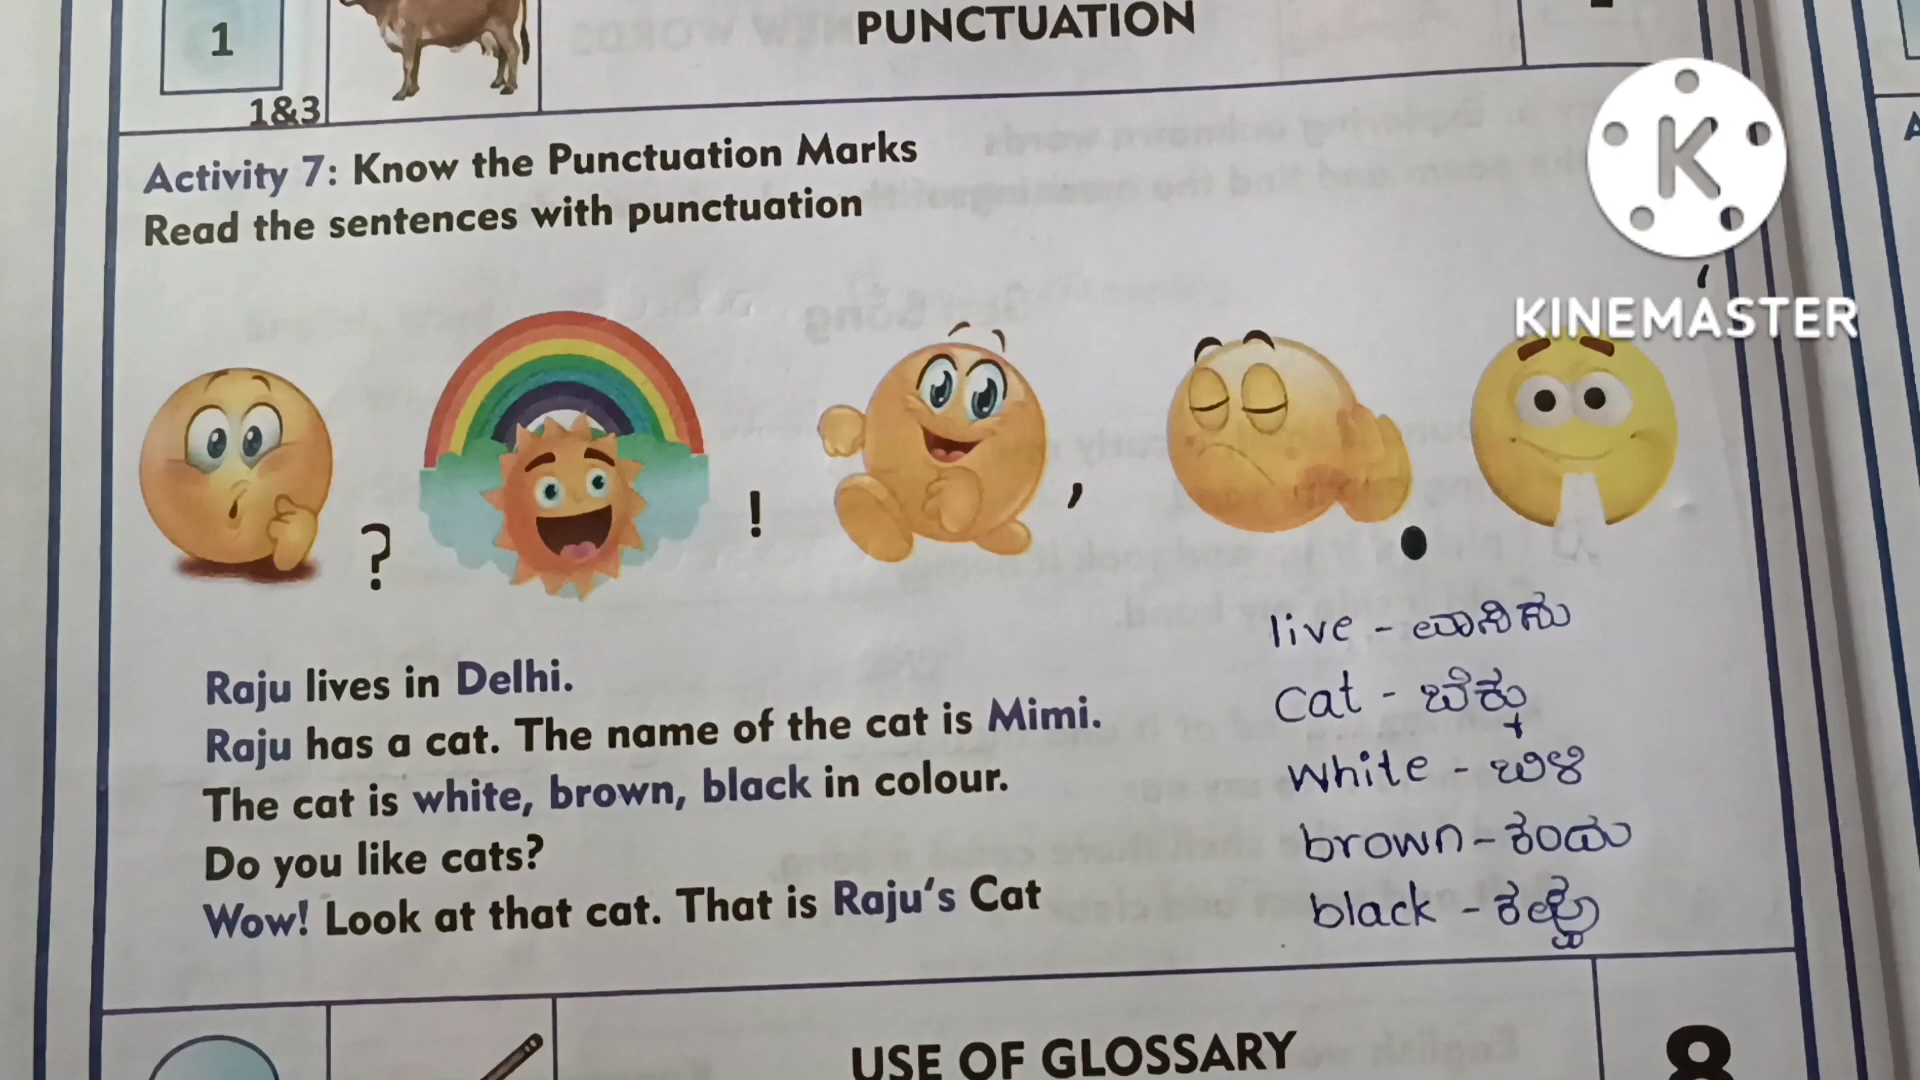 1
PUNCTUATION
1&3
Activity 7: Know the Punctuation Marks
Read the sentences with punctuation
KINEMASTER
? ! , . '
Raju lives in Delhi.
Raju has a cat. The name of the cat is Mimi.
The cat is white, brown, black in colour.
Do you like cats?
Wow! Look at that cat. That is Raju's Cat
live - ವಾಸಿಸು
cat - ಬೆಕ್ಕು
white - ಬಿಳಿ
brown - ಕಂದು
black - ಕಪ್ಪು
USE OF GLOSSARY
8